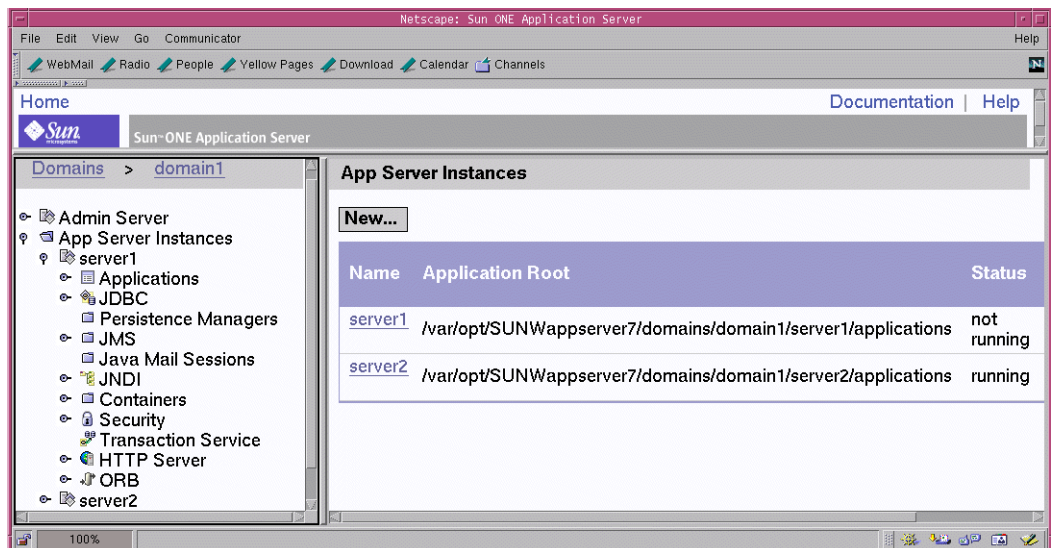 Netscape: Sun ONE Application Server
File Edit View Go Communicator Help
WebMail Radio People Yellow Pages Download Calendar Channels
Home Documentation | Help
Sun microsystems Sun ONE Application Server
Domains > domain1
Admin Server
App Server Instances
server1
Applications
JDBC
Persistence Managers
JMS
Java Mail Sessions
JNDI
Containers
Security
Transaction Service
HTTP Server
ORB
server2
App Server Instances
New...
Name Application Root Status
server1 /var/opt/SUNWappserver7/domains/domain1/server1/applications not running
server2 /var/opt/SUNWappserver7/domains/domain1/server2/applications running
100%